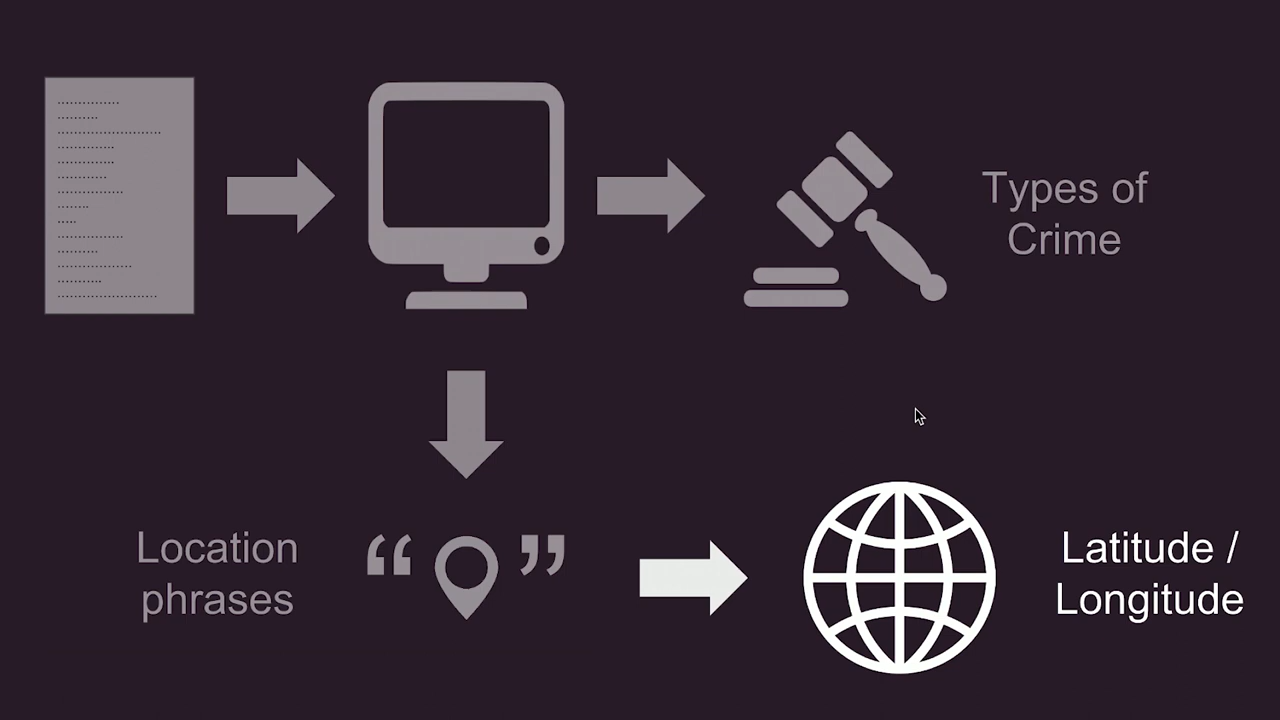 Types of
Crime
Location
phrases
“ ”
Latitude /
Longitude